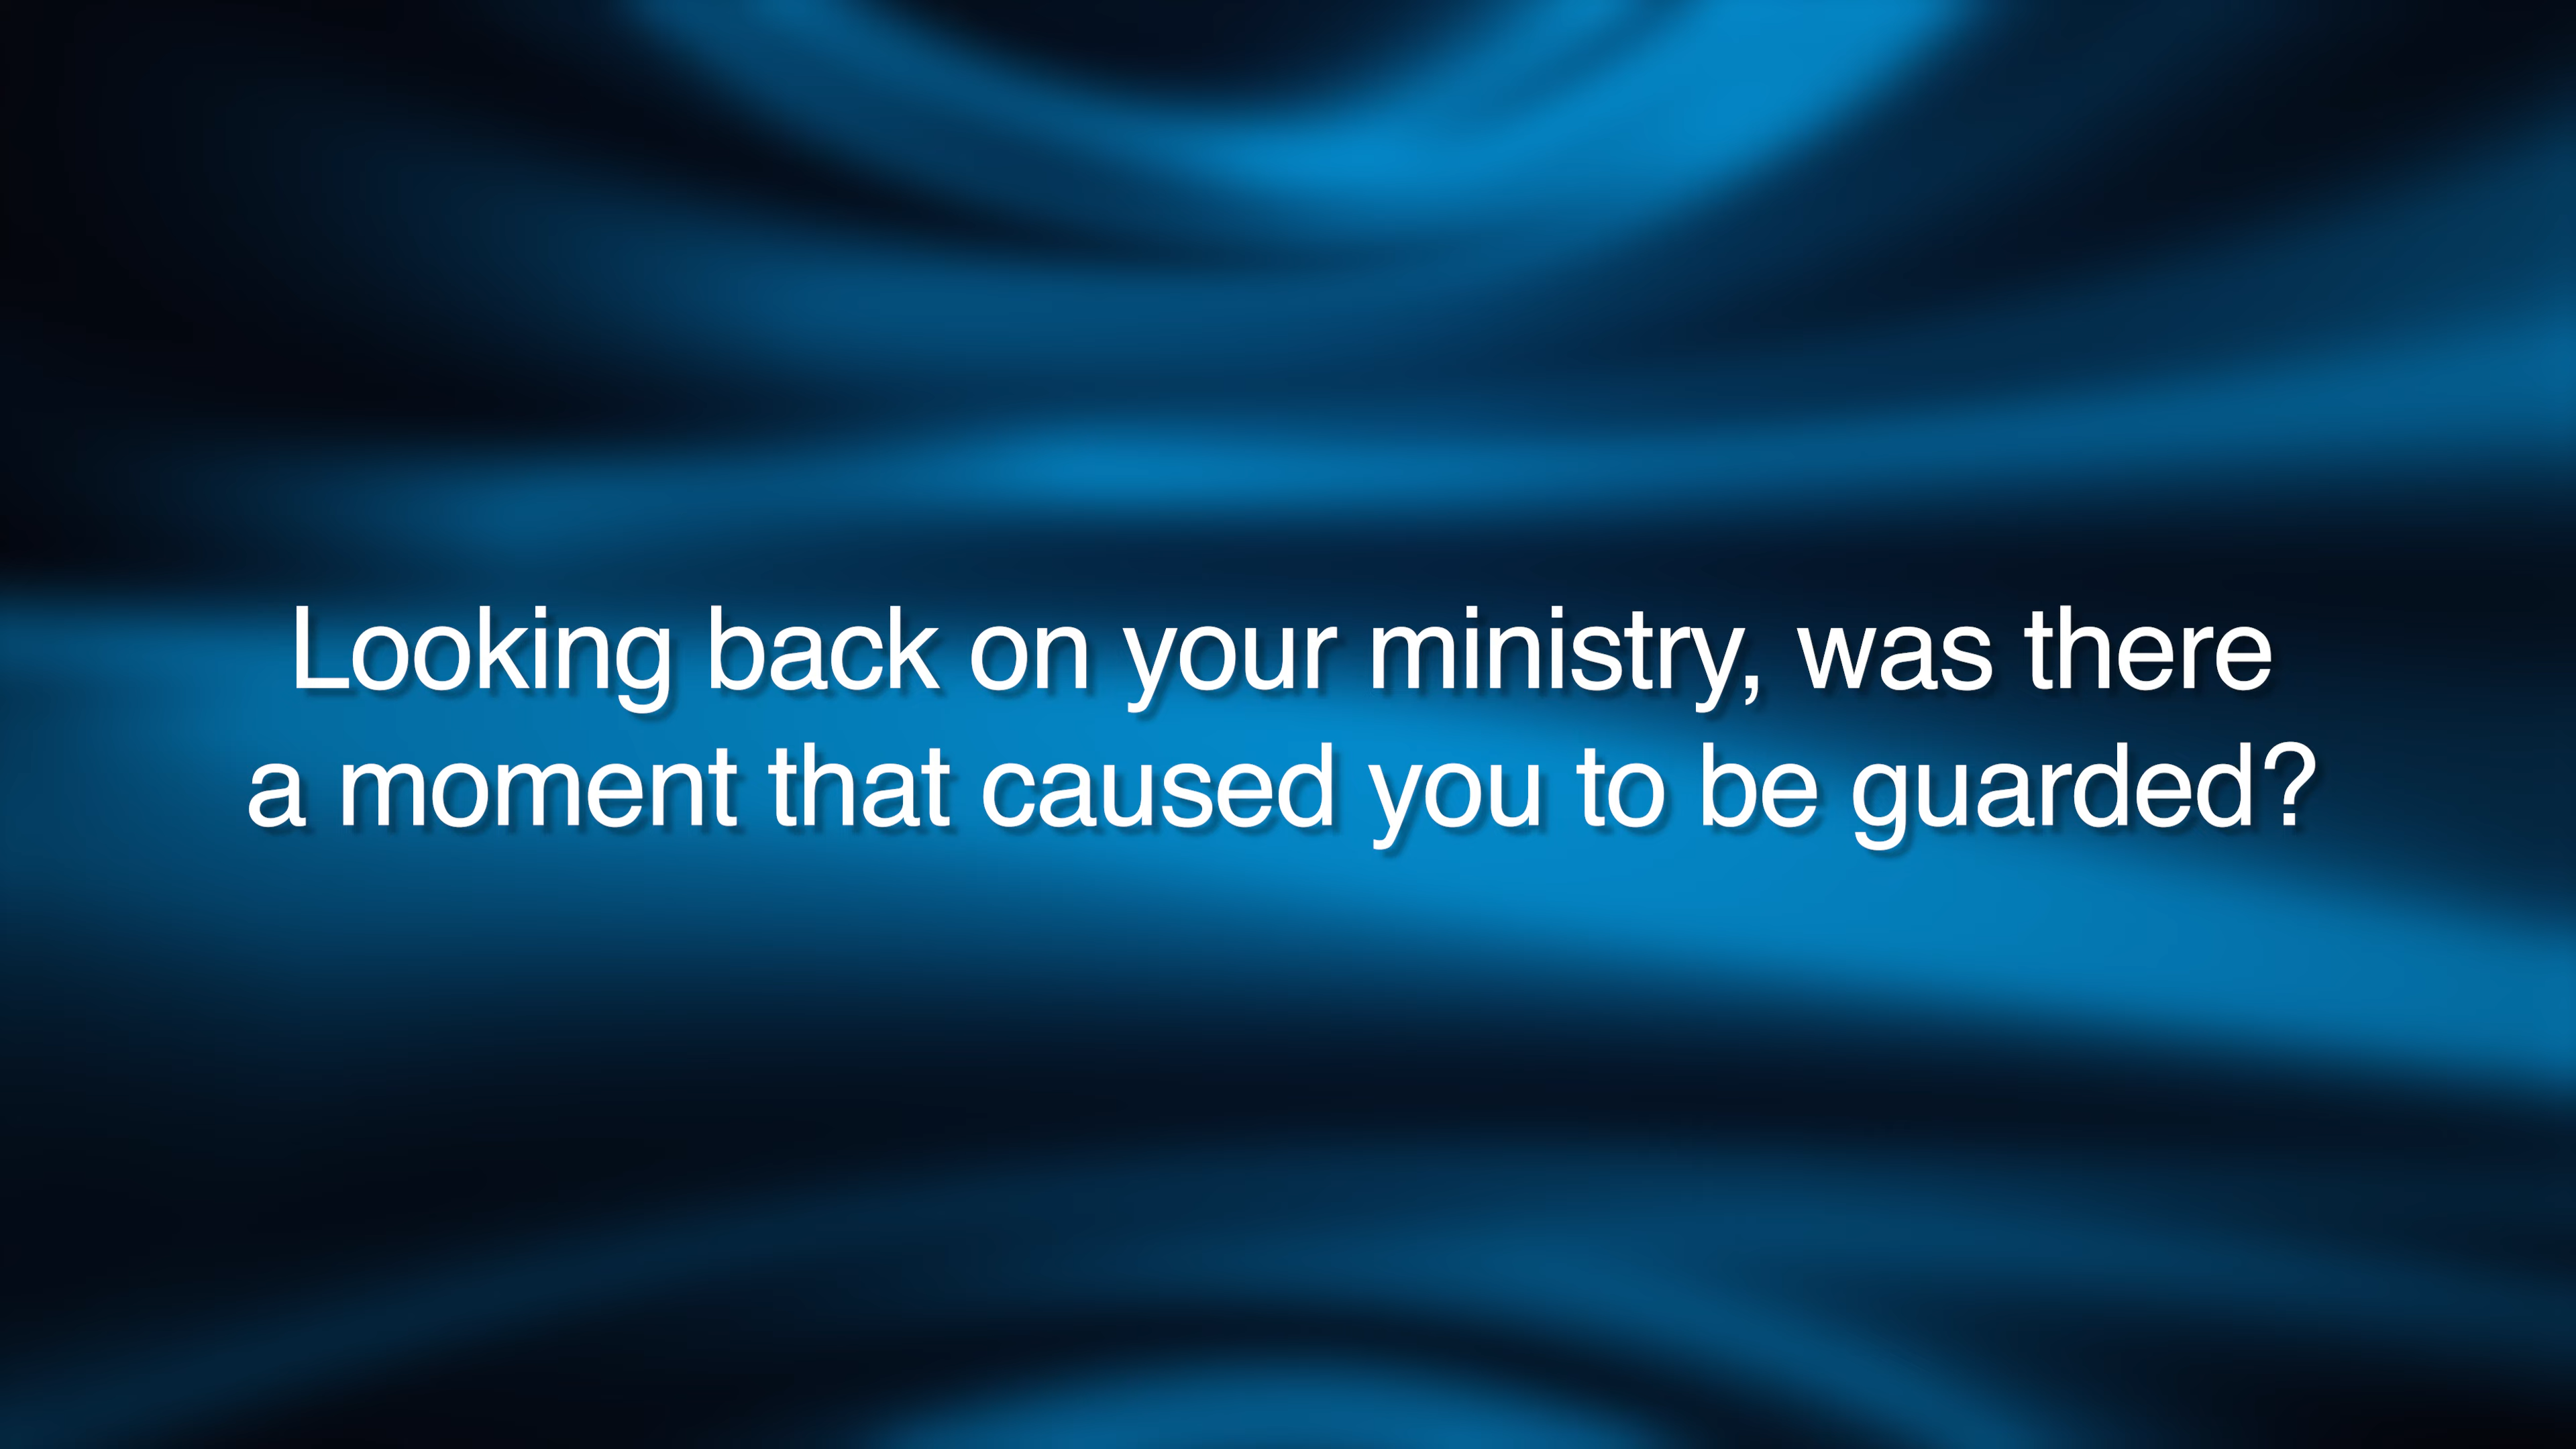 Looking back on your ministry, was there
a moment that caused you to be guarded?